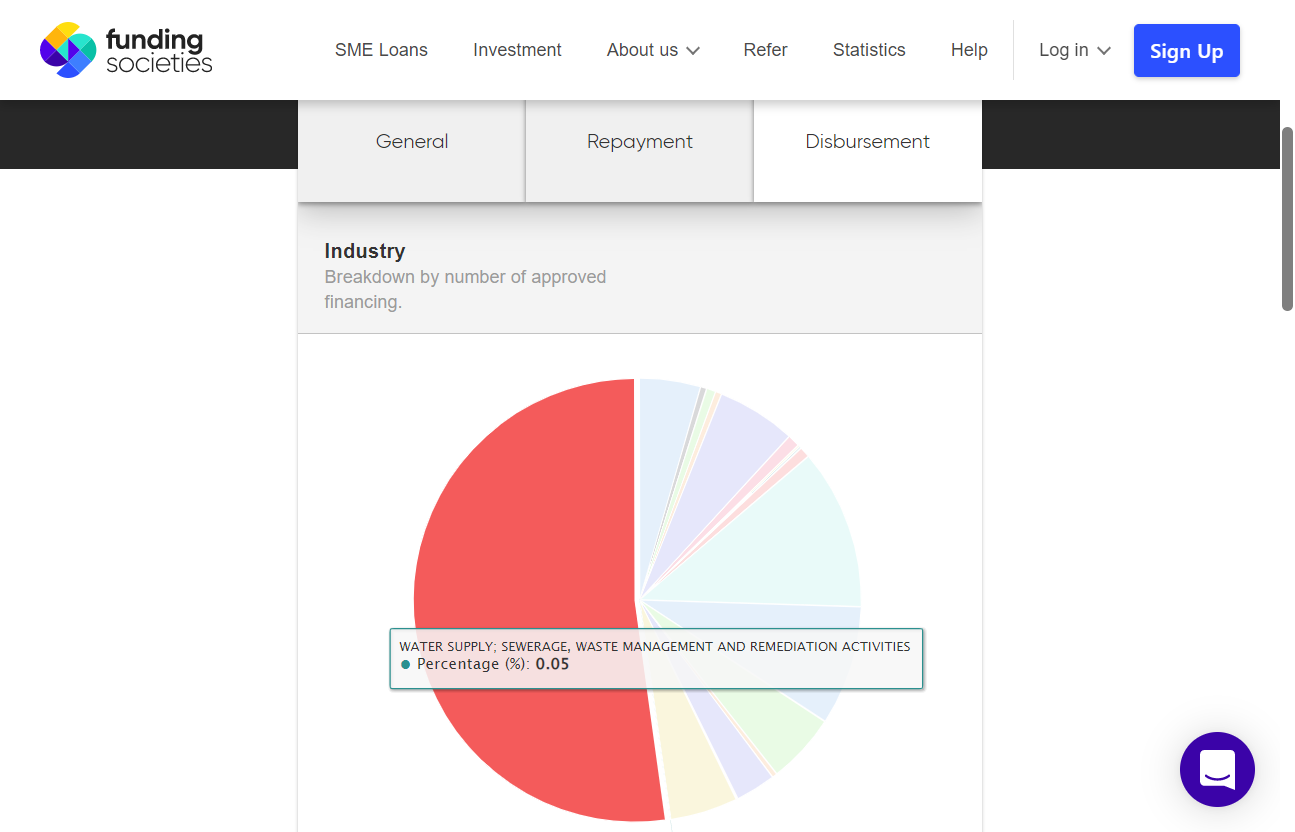 funding
societies
SME Loans Investment About us Refer Statistics Help Log in Sign Up
General Repayment Disbursement
Industry
Breakdown by number of approved
financing.
WATER SUPPLY; SEWERAGE, WASTE MANAGEMENT AND REMEDIATION ACTIVITIES
Percentage (%): 0.05